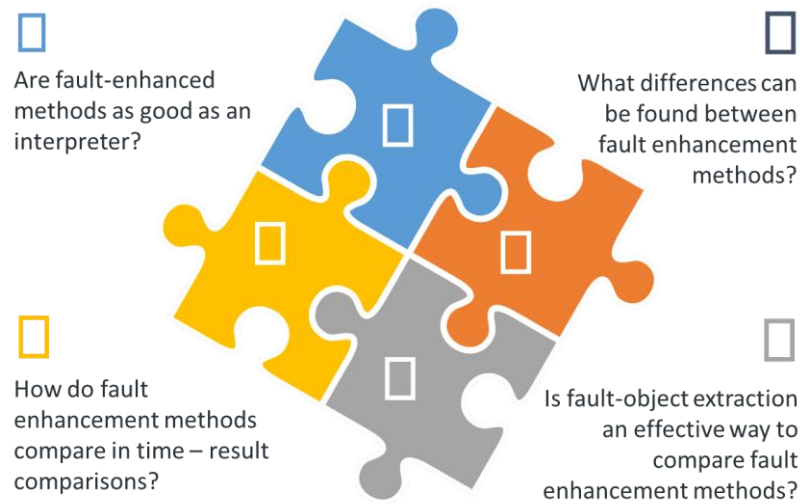 Are fault-enhanced
methods as good as an
interpreter?
What differences can
be found between
fault enhancement
methods?
How do fault
enhancement methods
compare in time – result
comparisons?
Is fault-object extraction
an effective way to
compare fault
enhancement methods?